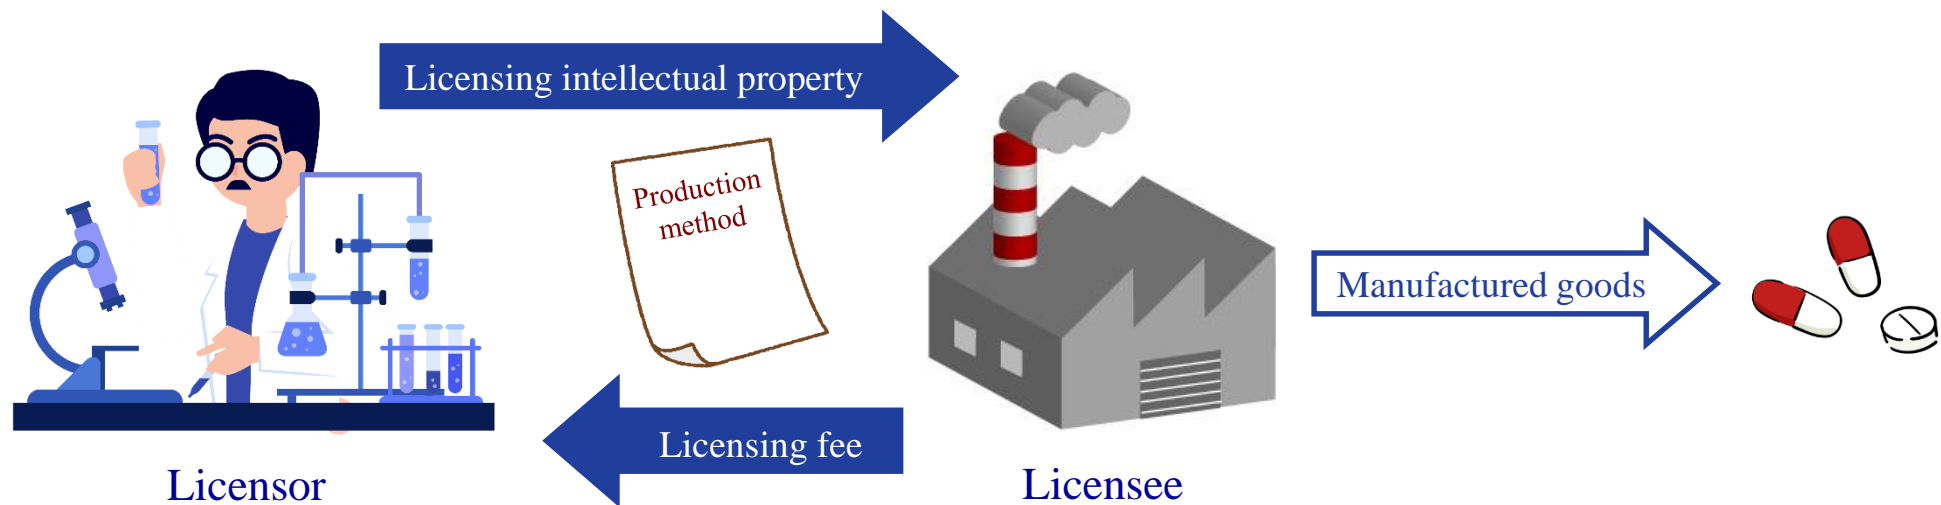 Licensing intellectual property
Production
method
Manufactured goods
Licensing fee
Licensor
Licensee